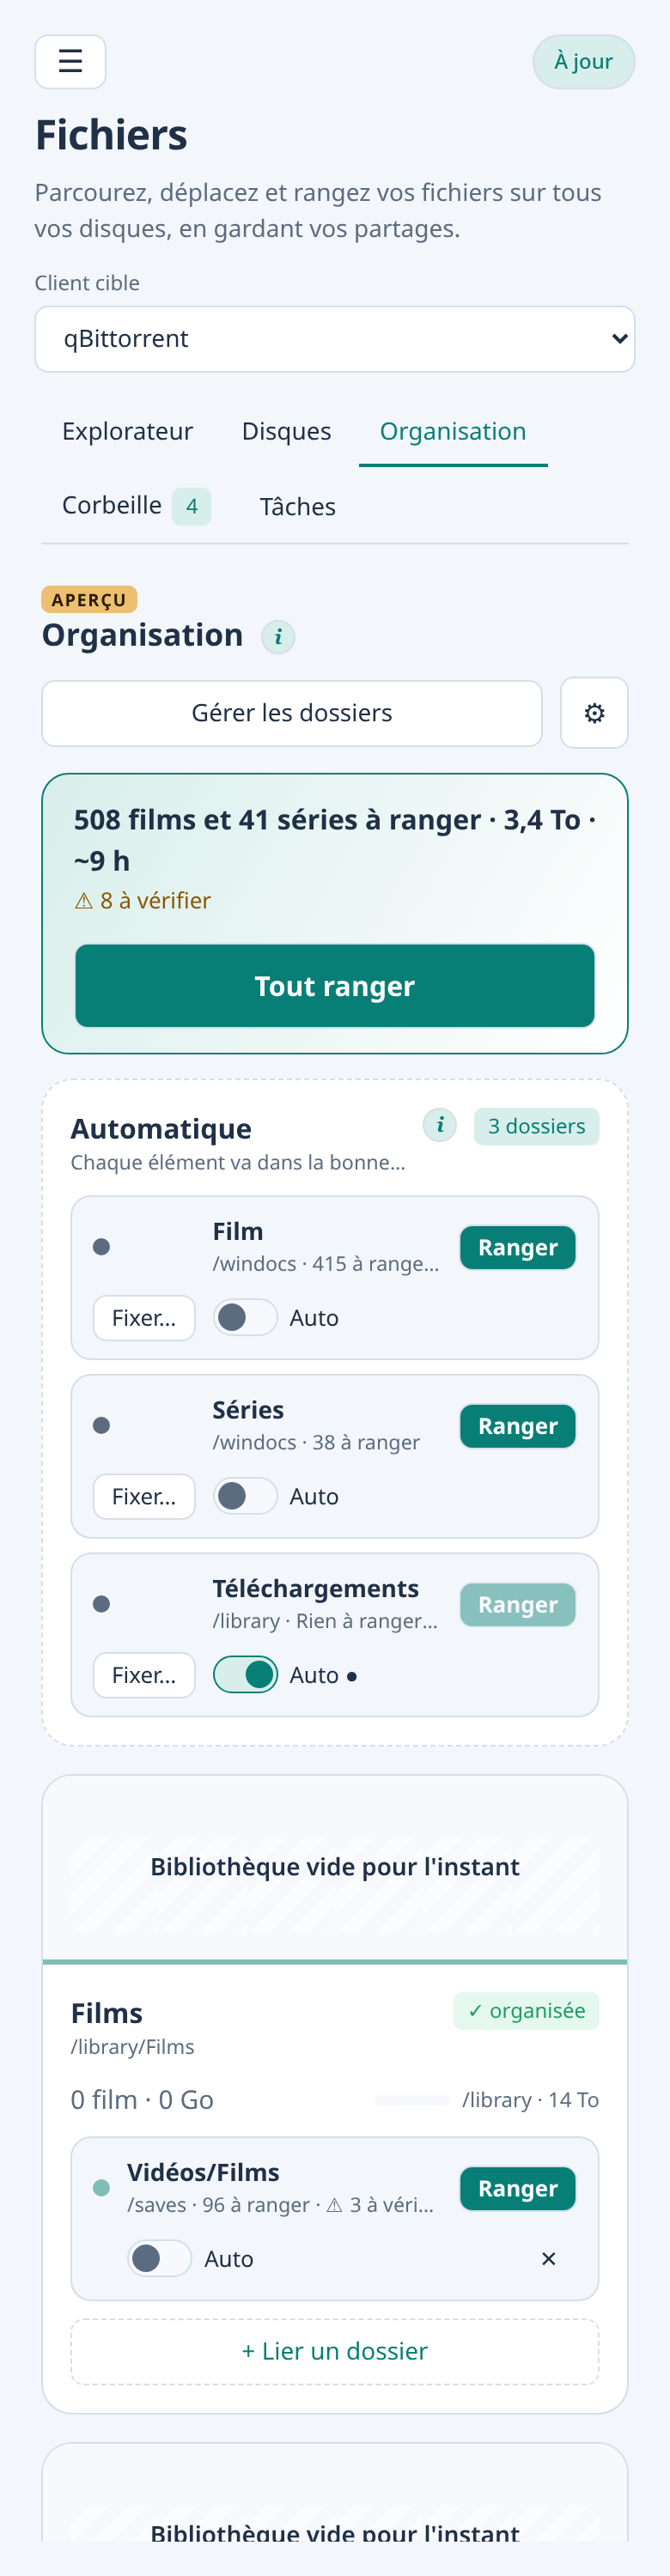 ☰
À jour
Fichiers
Parcourez, déplacez et rangez vos fichiers sur tous
vos disques, en gardant vos partages.
Client cible
qBittorrent
Explorateur Disques Organisation
Corbeille 4 Tâches
APERÇU
Organisation i
Gérer les dossiers ⚙
508 films et 41 séries à ranger · 3,4 To ·
~9 h
⚠ 8 à vérifier
Tout ranger
Automatique i 3 dossiers
Chaque élément va dans la bonne...
Film
/windocs · 415 à range...
Ranger
Fixer... Auto
Séries
/windocs · 38 à ranger
Ranger
Fixer... Auto
Téléchargements
/library · Rien à ranger...
Ranger
Fixer... Auto ●
Bibliothèque vide pour l'instant
Films ✓ organisée
/library/Films
0 film · 0 Go /library · 14 To
Vidéos/Films
/saves · 96 à ranger · ⚠ 3 à véri...
Ranger
Auto ✕
+ Lier un dossier
Bibliothèque vide pour l'instant